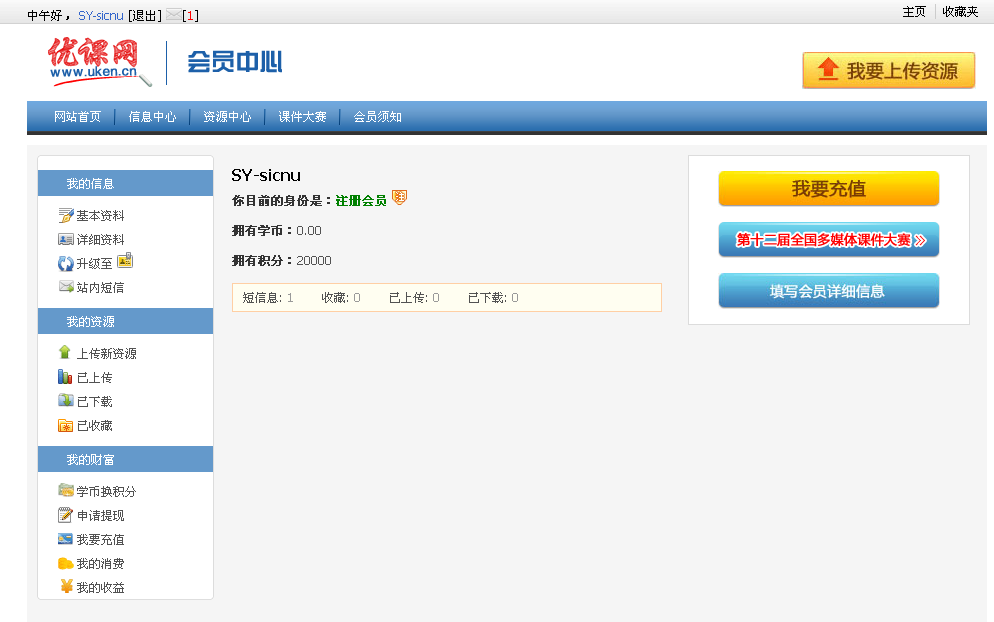 中午好， SY-sicnu [退出] [1]
主页 收藏夹
优课网
www.uken.cn
会员中心
我要上传资源
网站首页 信息中心 资源中心 课件大赛 会员须知
我的信息
基本资料
详细资料
升级至
站内短信
我的资源
上传新资源
已上传
已下载
已收藏
我的财富
学币换积分
申请提现
我要充值
我的消费
我的收益
SY-sicnu
你目前的身份是：注册会员
拥有学币：0.00
拥有积分：20000
短信息: 1 收藏: 0 已上传: 0 已下载: 0
我要充值
第十二届全国多媒体课件大赛
填写会员详细信息